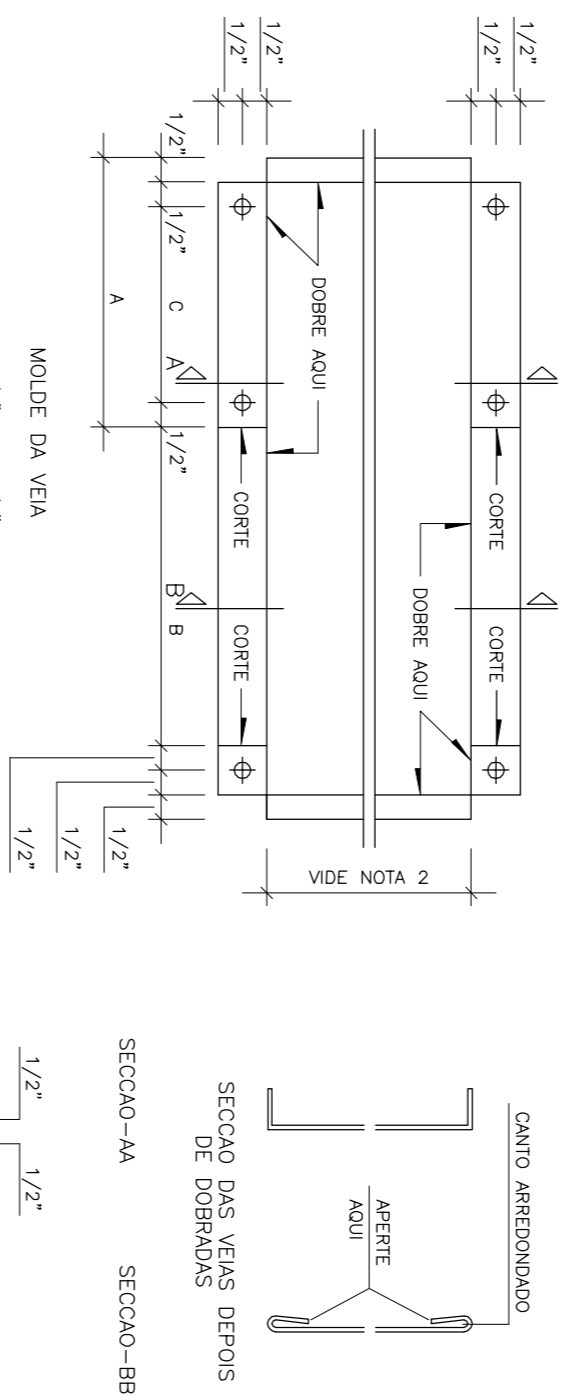 1/2"
1/2"
1/2"
1/2"
1/2"
1/2"
C
A
1/2"
B
B
A
DOBRE AQUI
CORTE
CORTE
DOBRE AQUI
CORTE
CORTE
1/2"
1/2"
1/2"
VIDE NOTA 2
MOLDE DA VEIA
CANTO ARREDONDADO
APERTE
AQUI
SECCAO DAS VEIAS DEPOIS
DE DOBRADAS
SECCAO-AA
SECCAO-BB
1/2"
1/2"